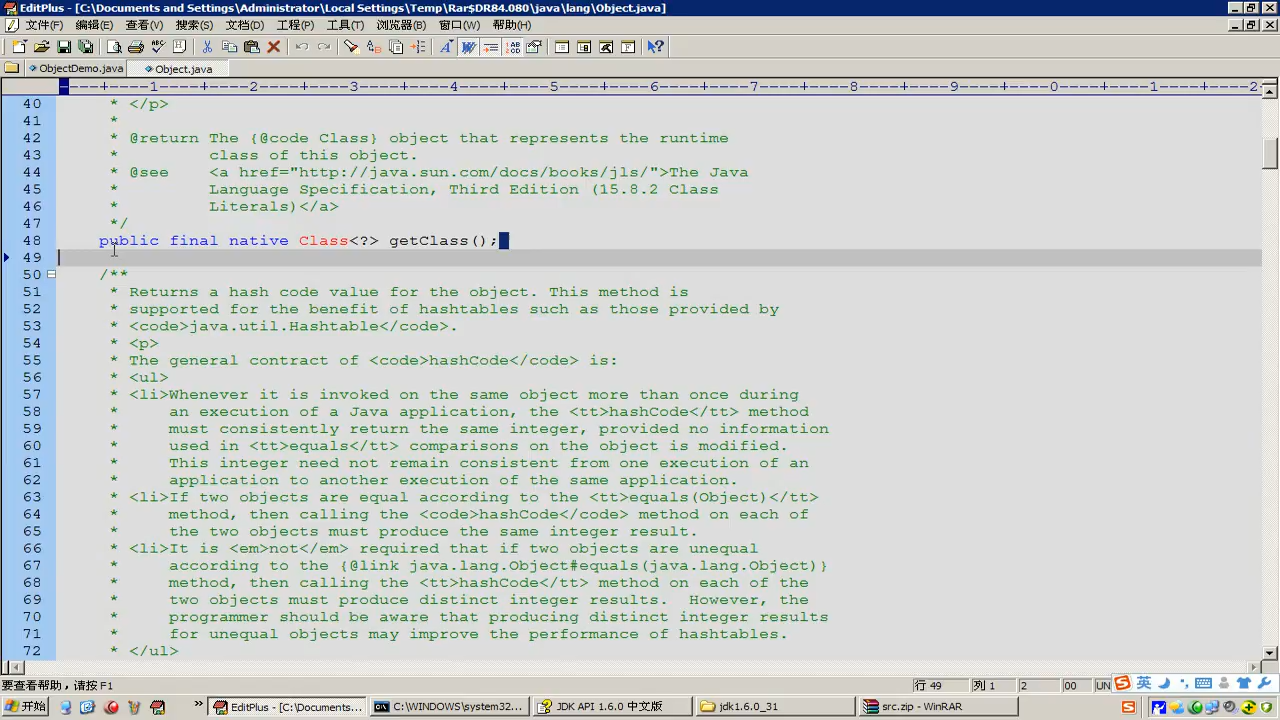 EditPlus - [C:\Documents and Settings\Administrator\Local Settings\Temp\Rar$DR84.080\java\lang\Object.java]
文件(F) 编辑(E) 查看(V) 搜索(S) 文档(D) 工程(P) 工具(T) 浏览器(B) 窗口(W) 帮助(H)
ObjectDemo.java Object.java
----+----1----+----2----+----3----+----4----+----5----+----6----+----7----+----8----+----9----+----0----+----1----+----2
40 * </p>
41 *
42 * @return The {@code Class} object that represents the runtime
43 * class of this object.
44 * @see <a href="http://java.sun.com/docs/books/jls/">The Java
45 * Language Specification, Third Edition (15.8.2 Class
46 * Literals)</a>
47 */
48 public final native Class<?> getClass();
49
50 /**
51 * Returns a hash code value for the object. This method is
52 * supported for the benefit of hashtables such as those provided by
53 * <code>java.util.Hashtable</code>.
54 * <p>
55 * The general contract of <code>hashCode</code> is:
56 * <ul>
57 * <li>Whenever it is invoked on the same object more than once during
58 * an execution of a Java application, the <tt>hashCode</tt> method
59 * must consistently return the same integer, provided no information
60 * used in <tt>equals</tt> comparisons on the object is modified.
61 * This integer need not remain consistent from one execution of an
62 * application to another execution of the same application.
63 * <li>If two objects are equal according to the <tt>equals(Object)</tt>
64 * method, then calling the <code>hashCode</code> method on each of
65 * the two objects must produce the same integer result.
66 * <li>It is <em>not</em> required that if two objects are unequal
67 * according to the {@link java.lang.Object#equals(java.lang.Object)}
68 * method, then calling the <tt>hashCode</tt> method on each of the
69 * two objects must produce distinct integer results. However, the
70 * programmer should be aware that producing distinct integer results
71 * for unequal objects may improve the performance of hashtables.
72 * </ul>
要查看帮助，请按 F1 行 49 列 1 2 00 UN 英
开始 EditPlus - [C:\Documents... C:\WINDOWS\system32... JDK API 1.6.0 中文版 jdk1.6.0_31 src.zip - WinRAR